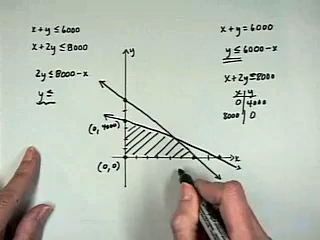 x + y ≤ 6000
x + 2y ≤ 8000
2y ≤ 8000 - x
y ≤
y
(0, 4000)
(0,0)
x
x + y = 6000
y ≤ 6000 - x
x + 2y = 8000
x | y
0 | 4000
8000 | 0